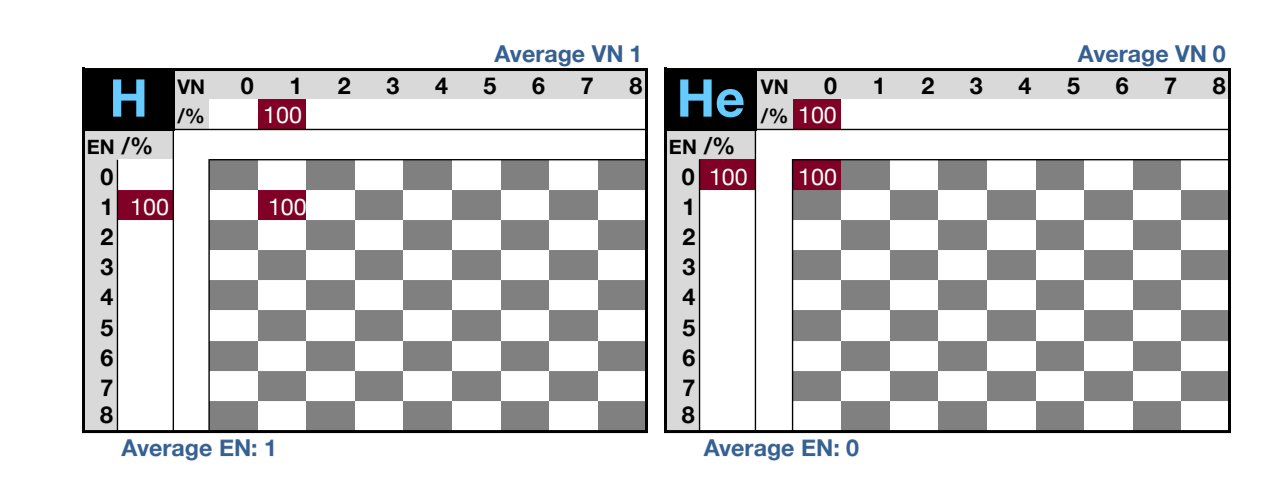 Average VN 1
H VN 0 1 2 3 4 5 6 7 8
/% 100
EN /%
0
1 100 100
2
3
4
5
6
7
8
Average EN: 1
Average VN 0
He VN 0 1 2 3 4 5 6 7 8
/% 100
EN /%
0 100 100
1
2
3
4
5
6
7
8
Average EN: 0